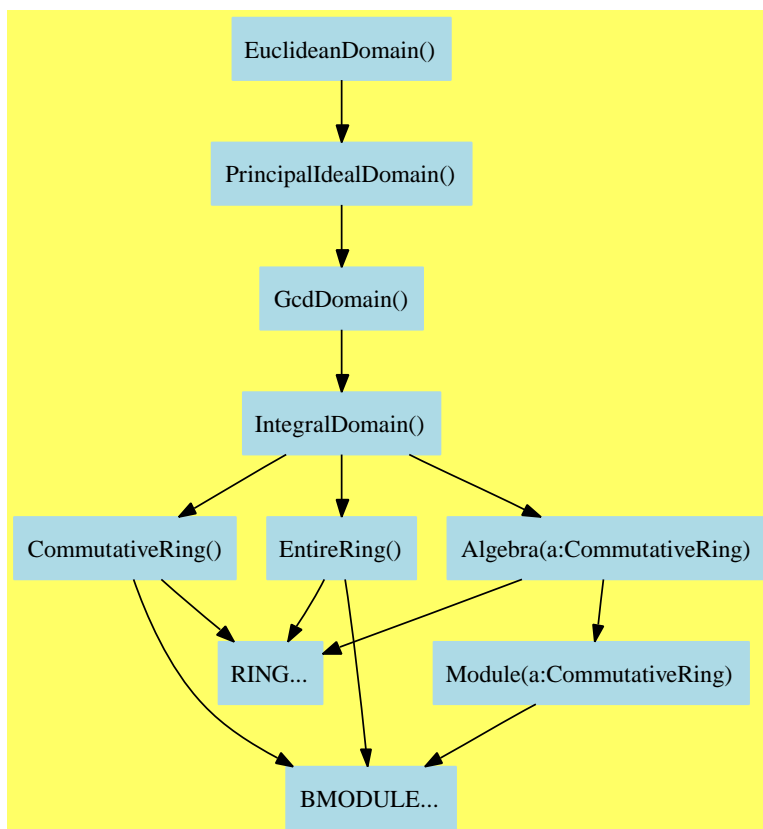 EuclideanDomain()
PrincipalIdealDomain()
GcdDomain()
IntegralDomain()
CommutativeRing()
EntireRing()
Algebra(a:CommutativeRing)
RING...
Module(a:CommutativeRing)
BMODULE...